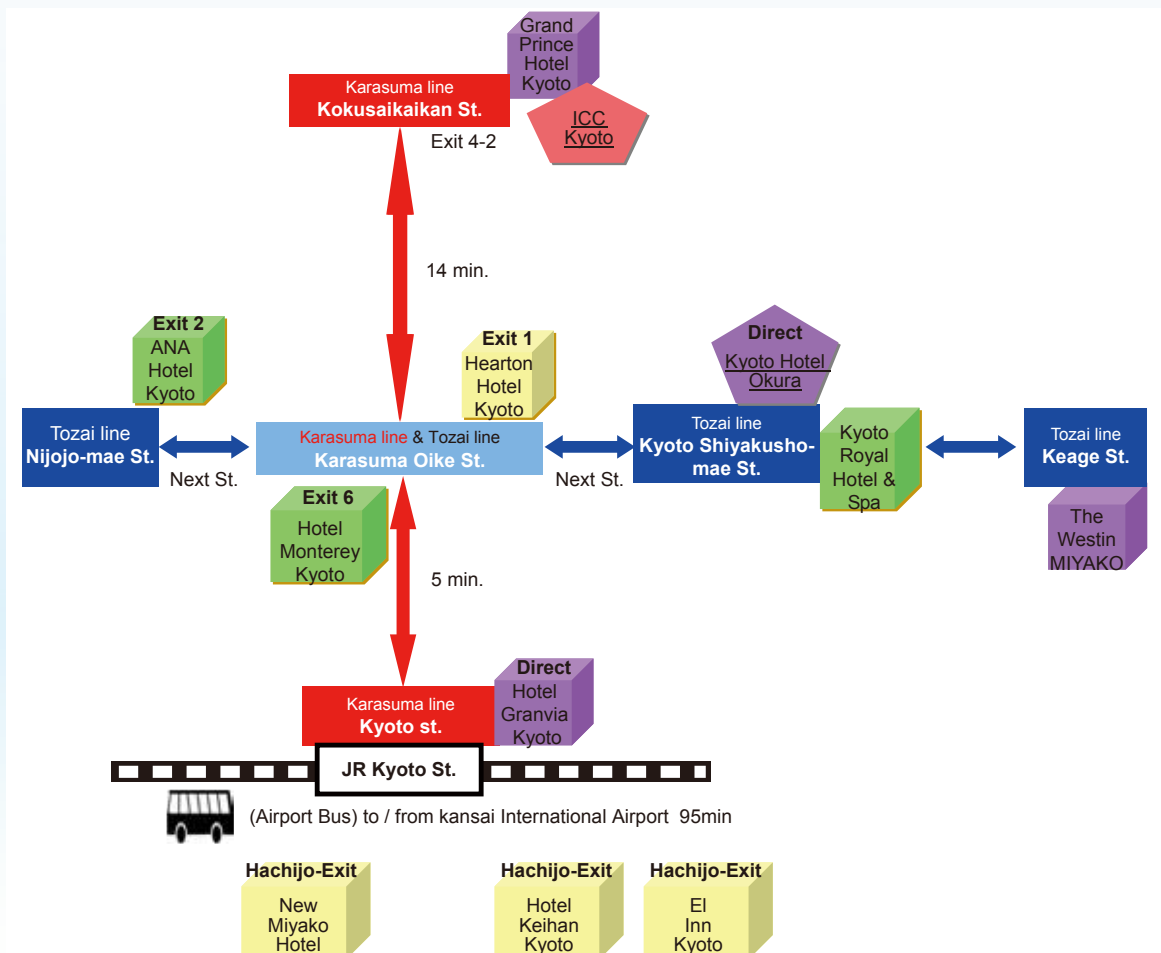 Grand
Prince
Hotel
Kyoto
Karasuma line
Kokusaikaikan St.
ICC
Kyoto
Exit 4-2
14 min.
Exit 2
ANA
Hotel
Kyoto
Exit 1
Hearton
Hotel
Kyoto
Direct
Kyoto Hotel
Okura
Tozai line
Nijojo-mae St.
Next St.
Karasuma line & Tozai line
Karasuma Oike St.
Next St.
Tozai line
Kyoto Shiyakusho-
mae St.
Kyoto
Royal
Hotel &
Spa
Tozai line
Keage St.
The
Westin
MIYAKO
Exit 6
Hotel
Monterey
Kyoto
5 min.
Karasuma line
Kyoto st.
Direct
Hotel
Granvia
Kyoto
JR Kyoto St.
(Airport Bus) to / from kansai International Airport 95min
Hachijo-Exit
New
Miyako
Hotel
Hachijo-Exit
Hotel
Keihan
Kyoto
Hachijo-Exit
El
Inn
Kyoto